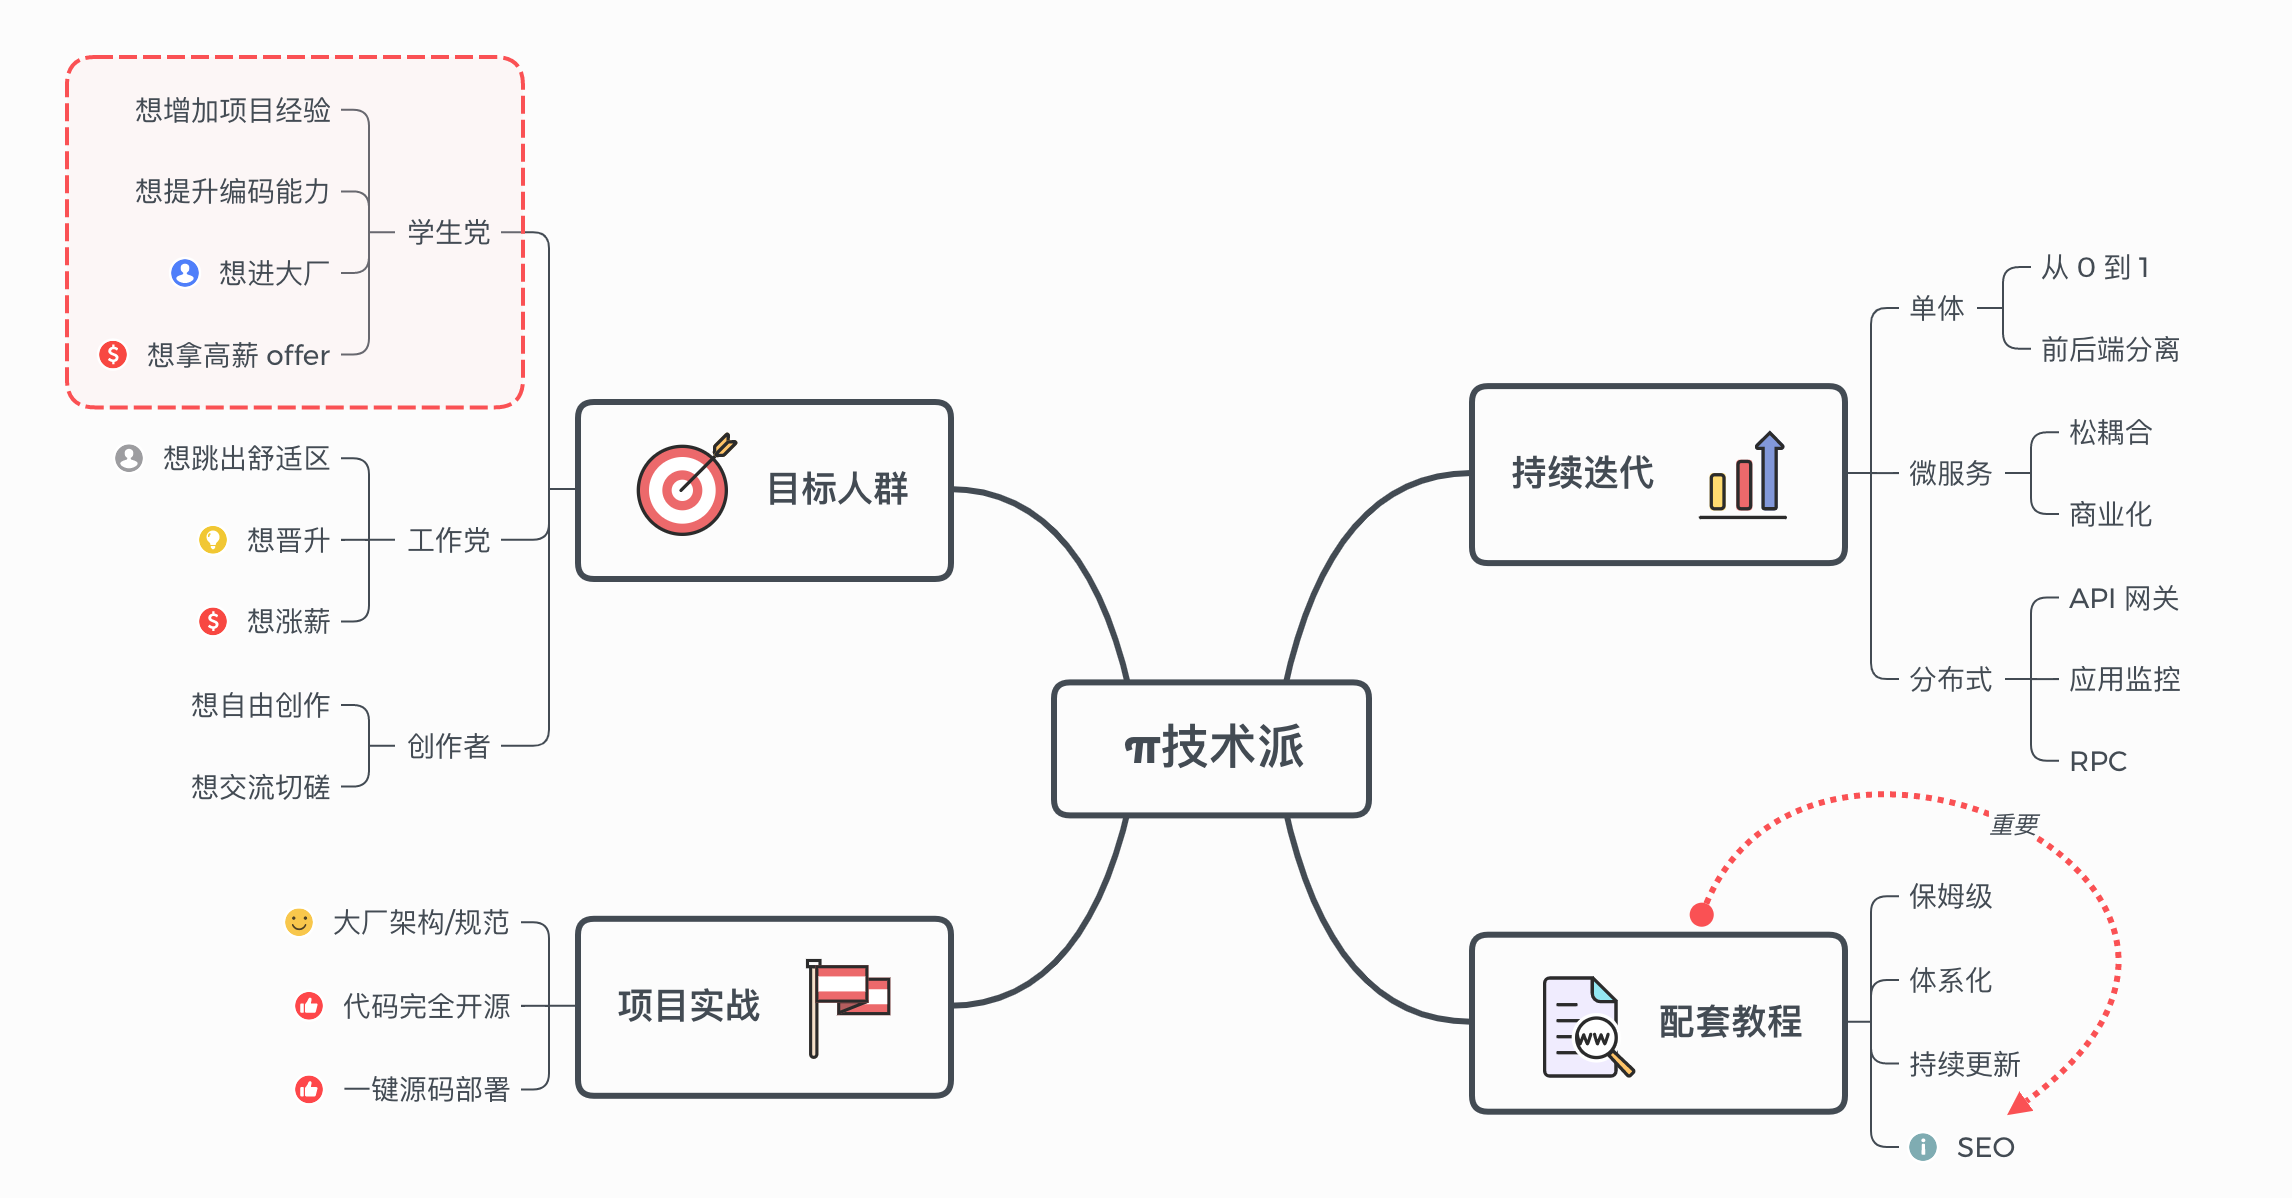 π技术派
目标人群
学生党
想增加项目经验
想提升编码能力
想进大厂
想拿高薪 offer
工作党
想跳出舒适区
想晋升
想涨薪
创作者
想自由创作
想交流切磋
项目实战
大厂架构/规范
代码完全开源
一键源码部署
持续迭代
单体
从 0 到 1
前后端分离
微服务
松耦合
商业化
分布式
API 网关
应用监控
RPC
重要
配套教程
WW
保姆级
体系化
持续更新
SEO